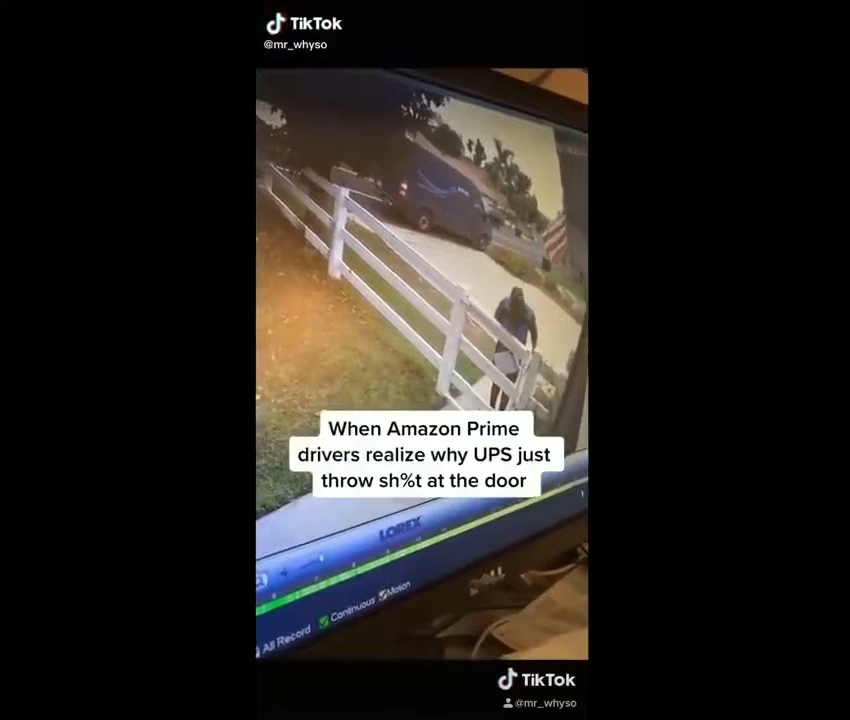 TikTok
@mr_whyso
When Amazon Prime
drivers realize why UPS just
throw sh%t at the door
LOREX
All Record
Continuous
Motion
TikTok
@mr_whyso